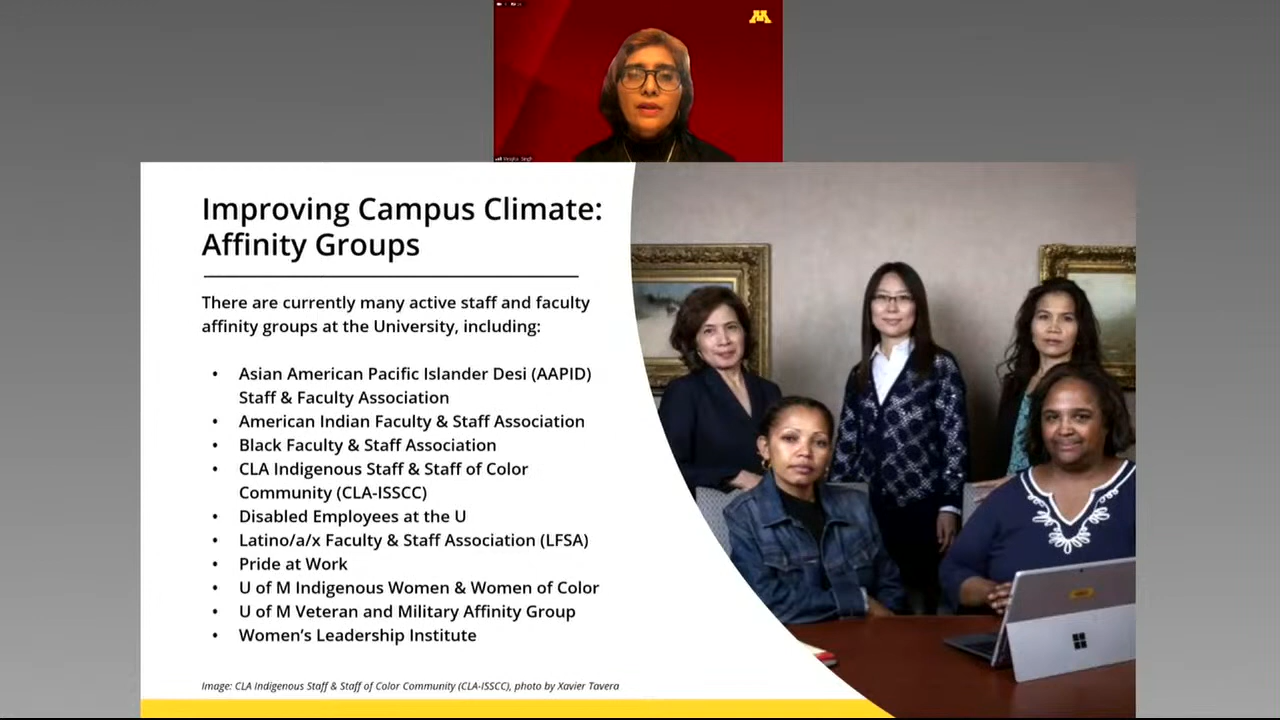 Improving Campus Climate:
Affinity Groups
There are currently many active staff and faculty
affinity groups at the University, including:
• Asian American Pacific Islander Desi (AAPID)
Staff & Faculty Association
• American Indian Faculty & Staff Association
• Black Faculty & Staff Association
• CLA Indigenous Staff & Staff of Color
Community (CLA-ISSCC)
• Disabled Employees at the U
• Latino/a/x Faculty & Staff Association (LFSA)
• Pride at Work
• U of M Indigenous Women & Women of Color
• U of M Veteran and Military Affinity Group
• Women's Leadership Institute
Image: CLA Indigenous Staff & Staff of Color Community (CLA-ISSCC), photo by Xavier Tavera